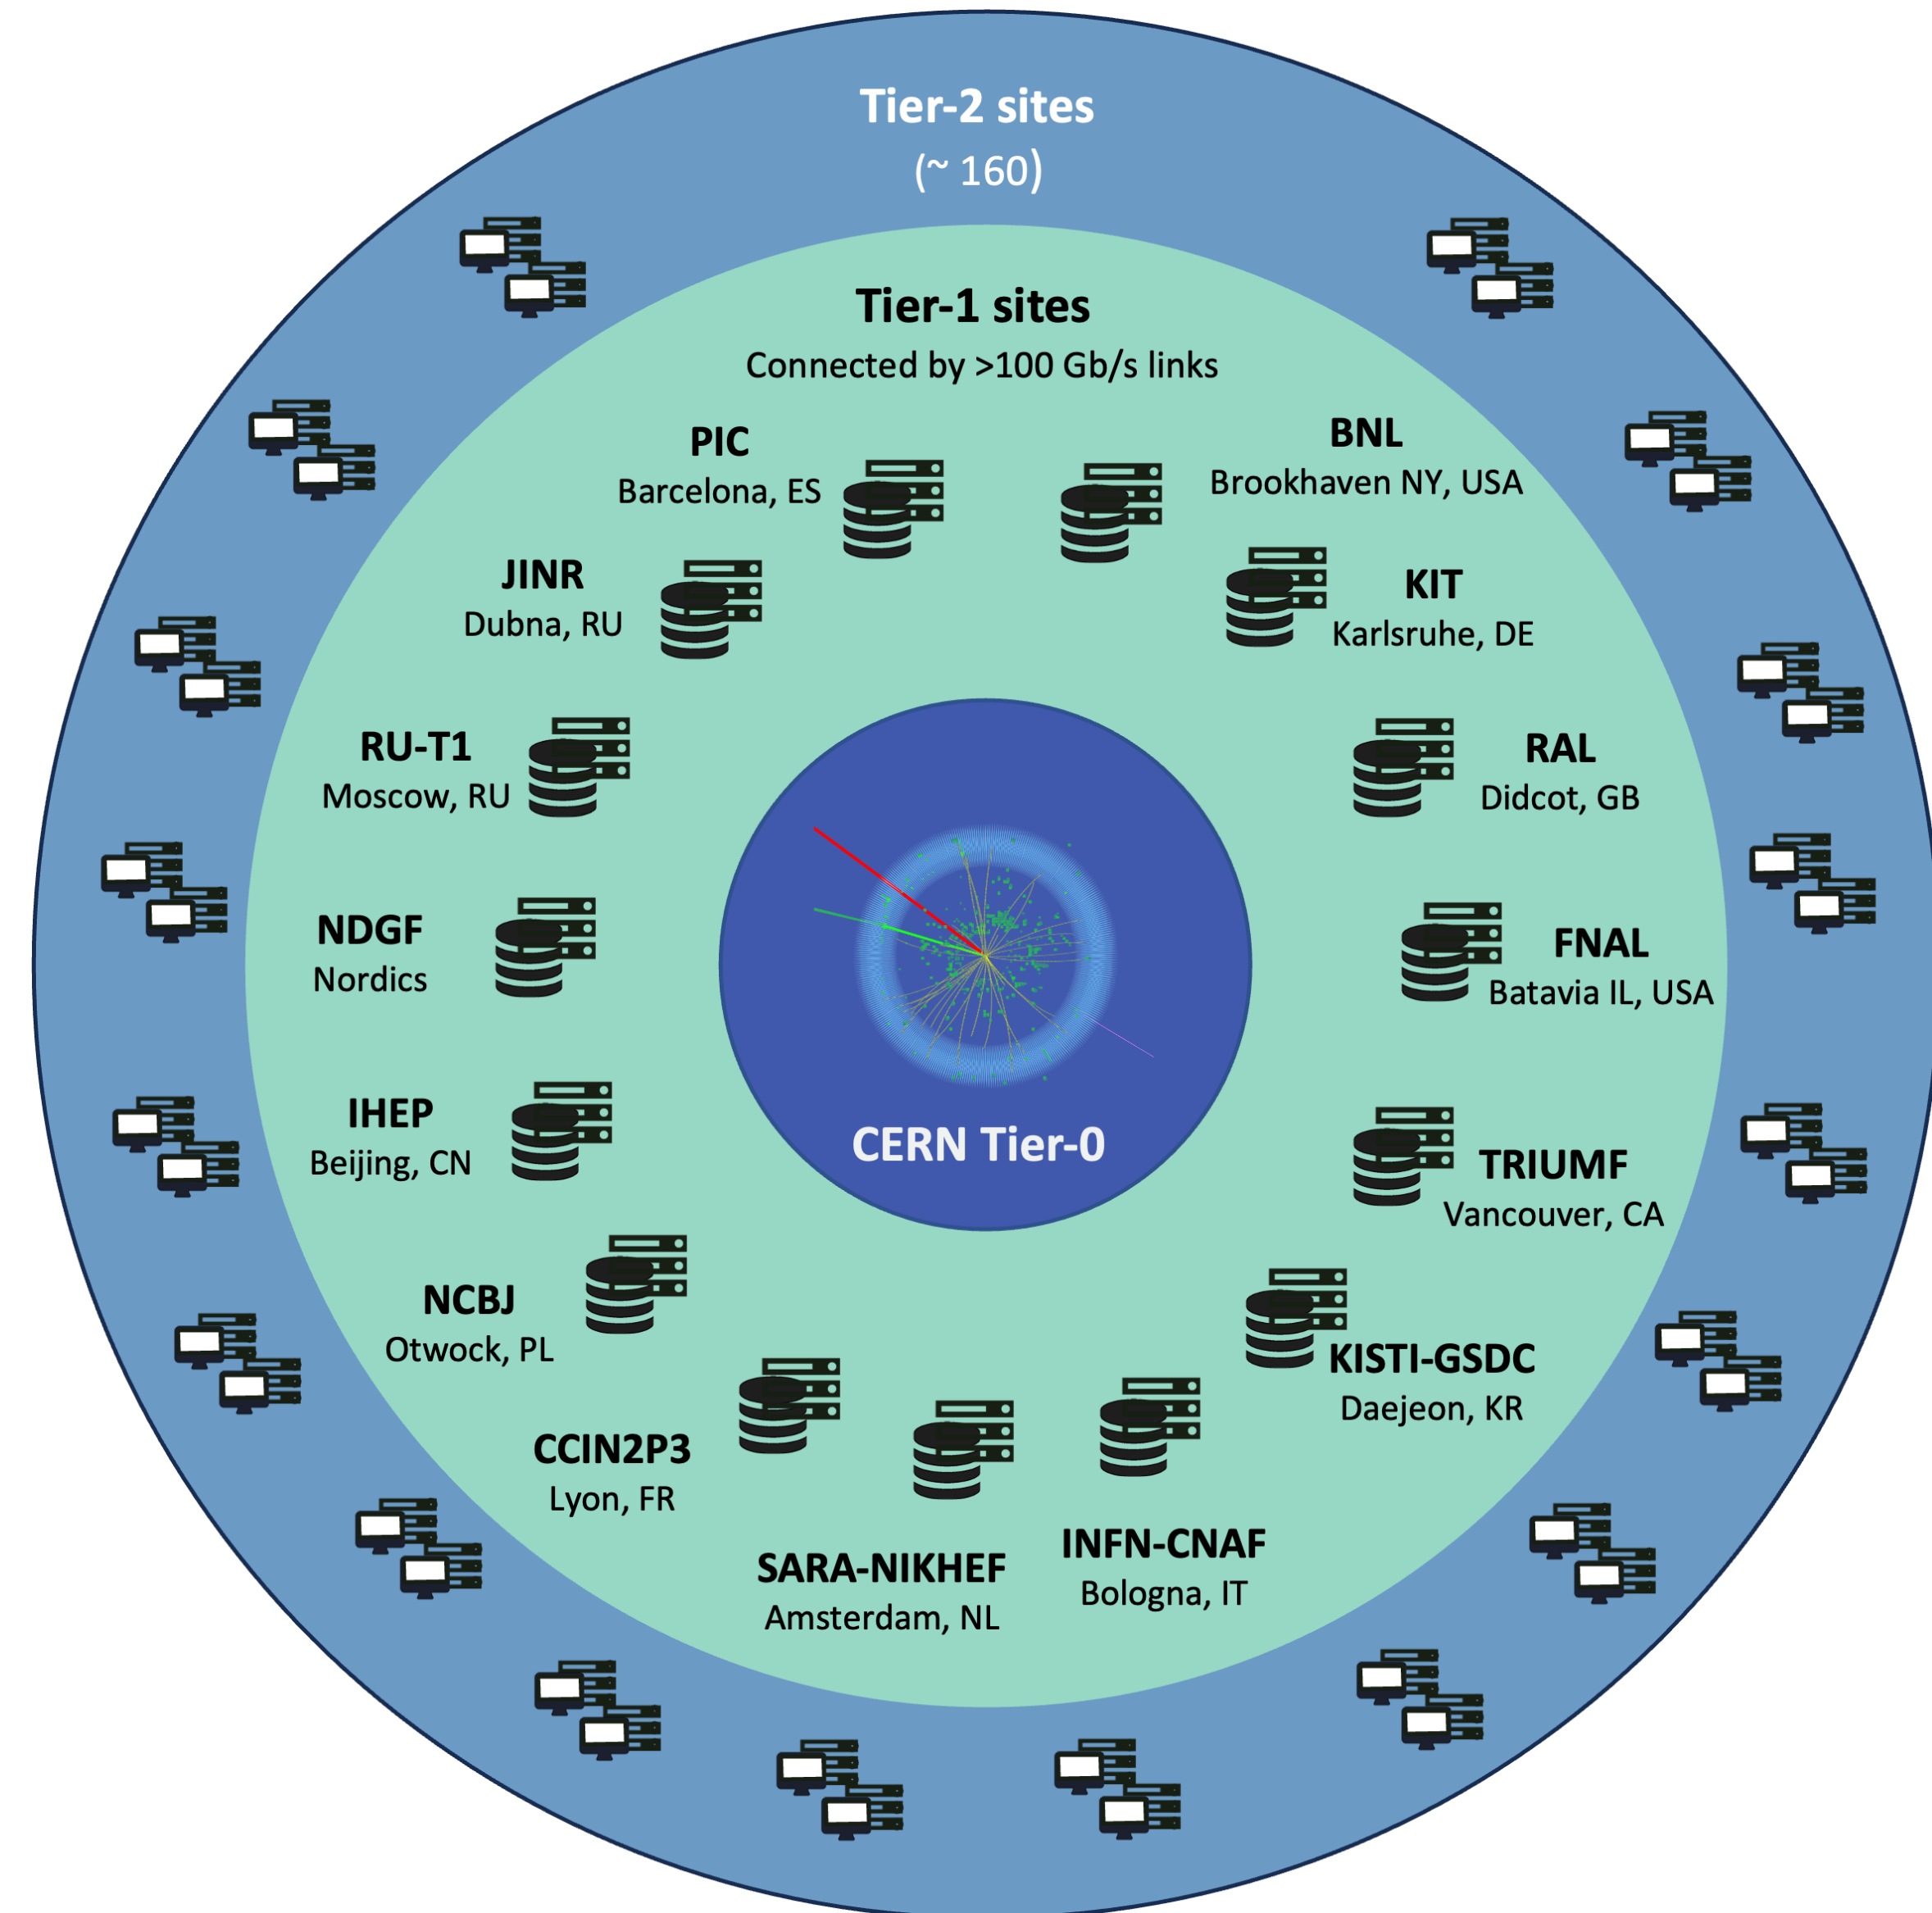 Tier-2 sites
(~ 160)
Tier-1 sites
Connected by >100 Gb/s links
PIC
Barcelona, ES
BNL
Brookhaven NY, USA
JINR
Dubna, RU
KIT
Karlsruhe, DE
RU-T1
Moscow, RU
RAL
Didcot, GB
NDGF
Nordics
FNAL
Batavia IL, USA
IHEP
Beijing, CN
CERN Tier-0
TRIUMF
Vancouver, CA
NCBJ
Otwock, PL
KISTI-GSDC
Daejeon, KR
CCIN2P3
Lyon, FR
SARA-NIKHEF
Amsterdam, NL
INFN-CNAF
Bologna, IT